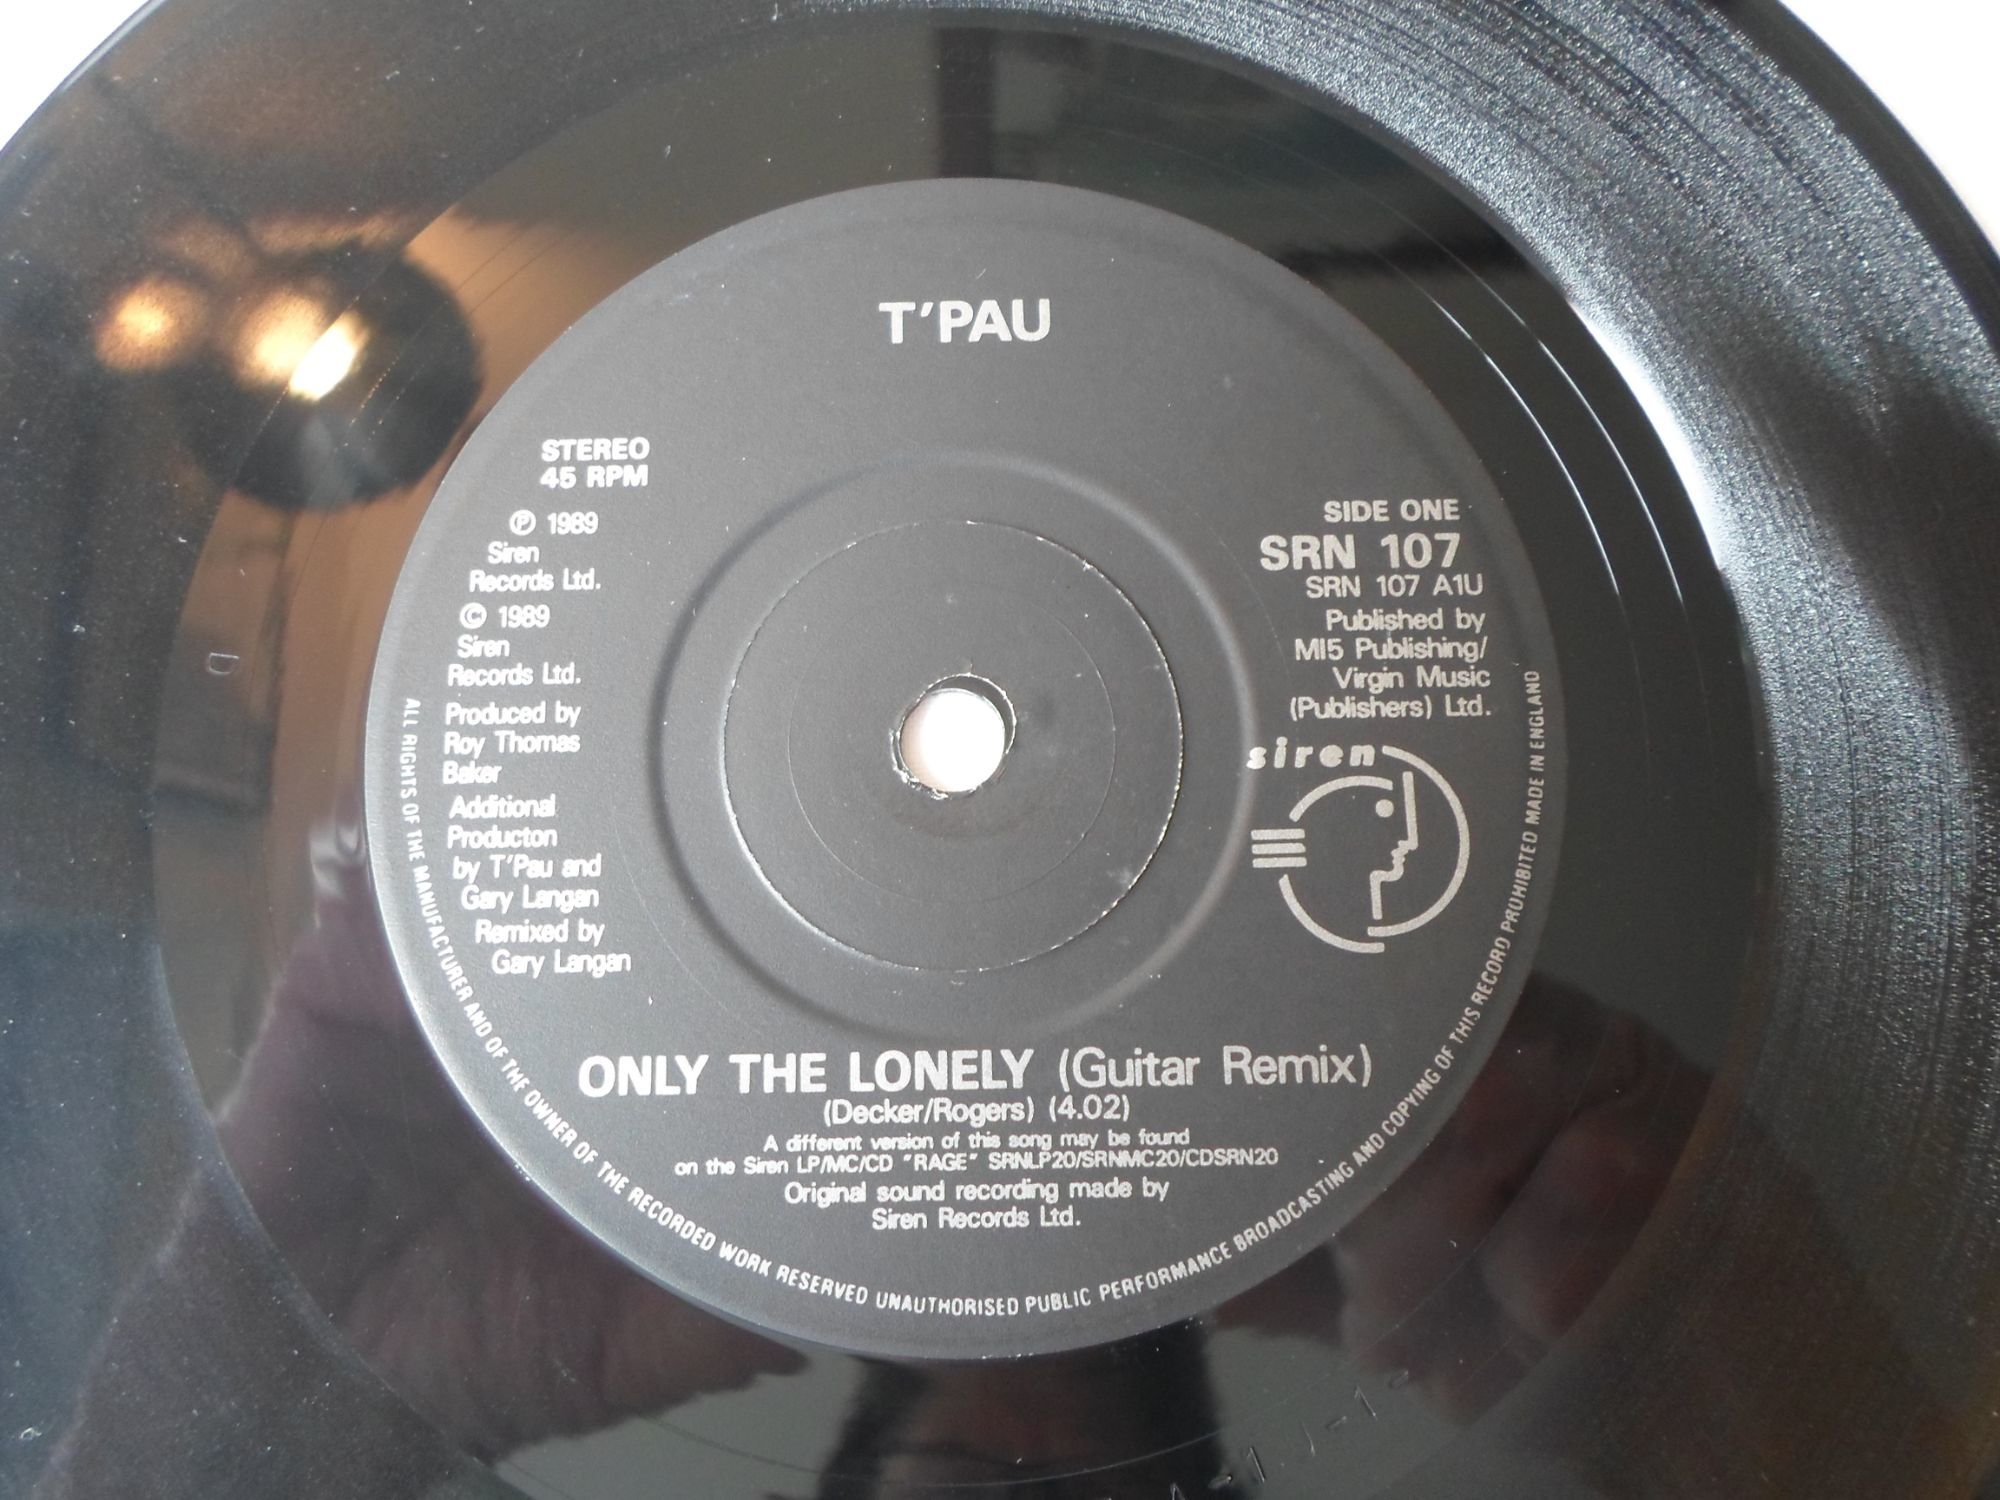 T'PAU
STEREO
45 RPM
℗ 1989
Siren
Records Ltd.
© 1989
Siren
Records Ltd.
Produced by
Roy Thomas
Baker
Additional
Producton
by T'Pau and
Gary Langan
Remixed by
Gary Langan
SIDE ONE
SRN 107
SRN 107 A1U
Published by
MI5 Publishing/
Virgin Music
(Publishers) Ltd.
siren
ONLY THE LONELY (Guitar Remix)
(Decker/Rogers) (4.02)
A different version of this song may be found
on the Siren LP/MC/CD "RAGE" SRNLP20/SRNMC20/CDSRN20
Original sound recording made by
Siren Records Ltd.
ALL RIGHTS OF THE MANUFACTURER AND OF THE OWNER OF THE RECORDED WORK RESERVED UNAUTHORISED PUBLIC PERFORMANCE BROADCASTING AND COPYING OF THIS RECORD PROHIBITED MADE IN ENGLAND
D